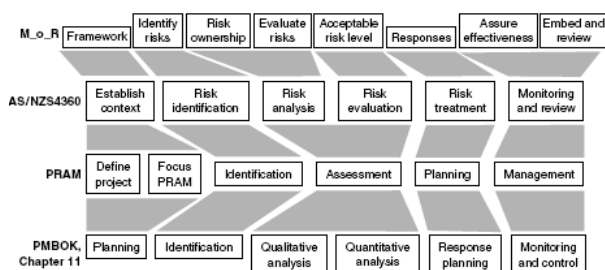 M_o_R
Framework
Identify
risks
Risk
ownership
Evaluate
risks
Acceptable
risk level
Responses
Assure
effectiveness
Embed and
review
AS/NZS4360
Establish
context
Risk
identification
Risk
analysis
Risk
evaluation
Risk
treatment
Monitoring
and review
PRAM
Define
project
Focus
PRAM
Identification
Assessment
Planning
Management
PMBOK,
Chapter 11
Planning
Identification
Qualitative
analysis
Quantitative
analysis
Response
planning
Monitoring
and control